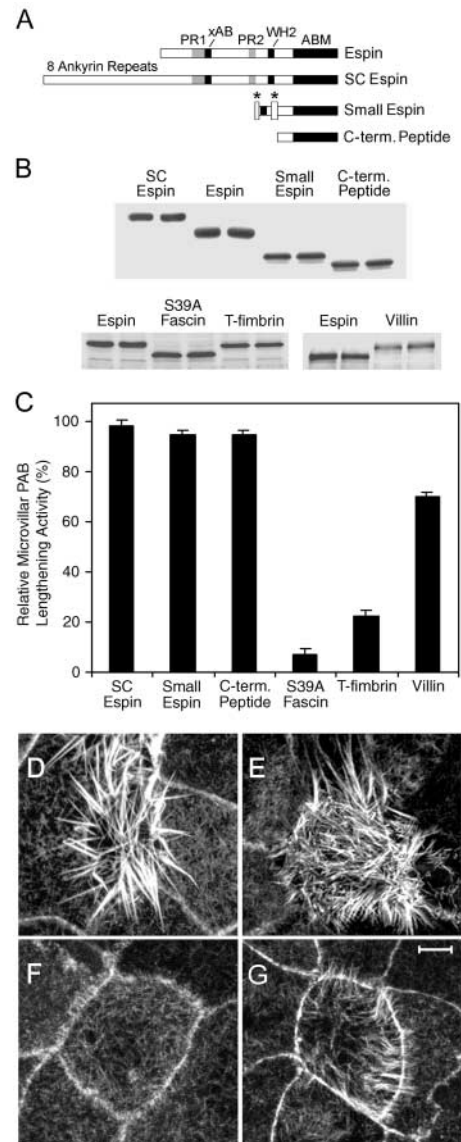 A
xAB
PR1 PR2 WH2 ABM
Espin
8 Ankyrin Repeats
SC Espin
* *
Small Espin
C-term. Peptide
B
SC Espin
Espin
Small Espin
C-term. Peptide
Espin
S39A Fascin
T-fimbrin
Espin
Villin
C
Relative Microvillar PAB
Lengthening Activity (%)
100
80
60
40
20
0
SC Espin
Small Espin
C-term. Peptide
S39A Fascin
T-fimbrin
Villin
D
E
F
G